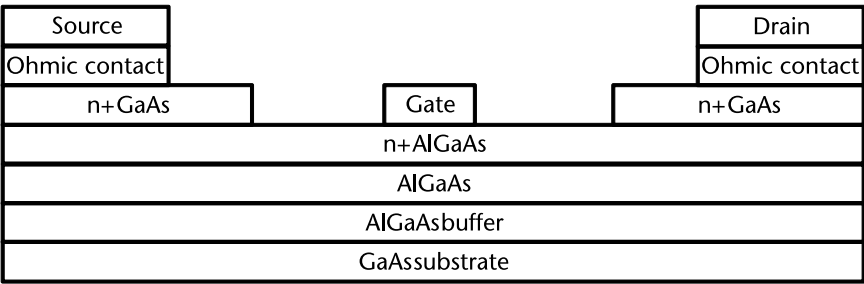 Source
Drain
Ohmic contact
Ohmic contact
n+GaAs
Gate
n+GaAs
n+AlGaAs
AlGaAs
AlGaAsbuffer
GaAssubstrate